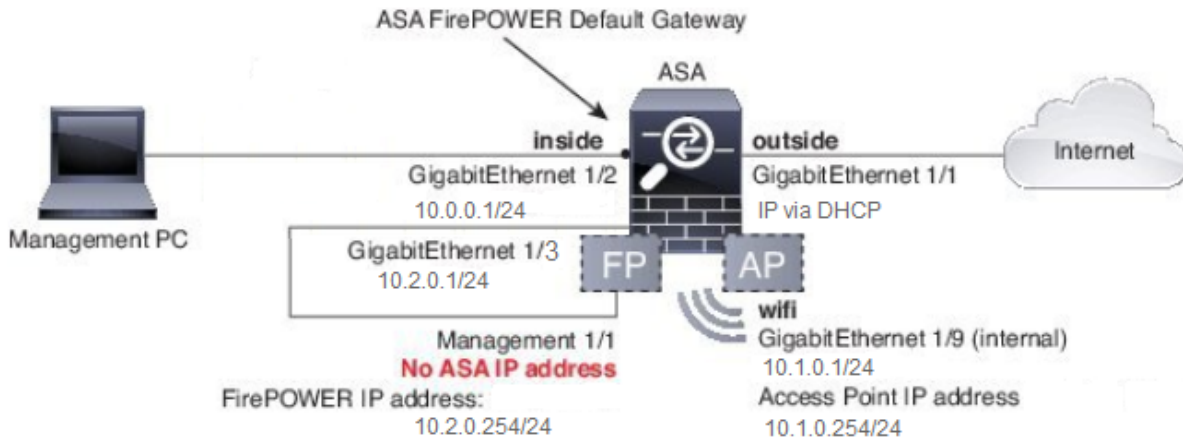 ASA FirePOWER Default Gateway
ASA
inside
outside
GigabitEthernet 1/2
GigabitEthernet 1/1
10.0.0.1/24
IP via DHCP
Internet
Management PC
GigabitEthernet 1/3
10.2.0.1/24
FP
AP
wifi
Management 1/1
GigabitEthernet 1/9 (internal)
No ASA IP address
10.1.0.1/24
FirePOWER IP address:
Access Point IP address
10.2.0.254/24
10.1.0.254/24